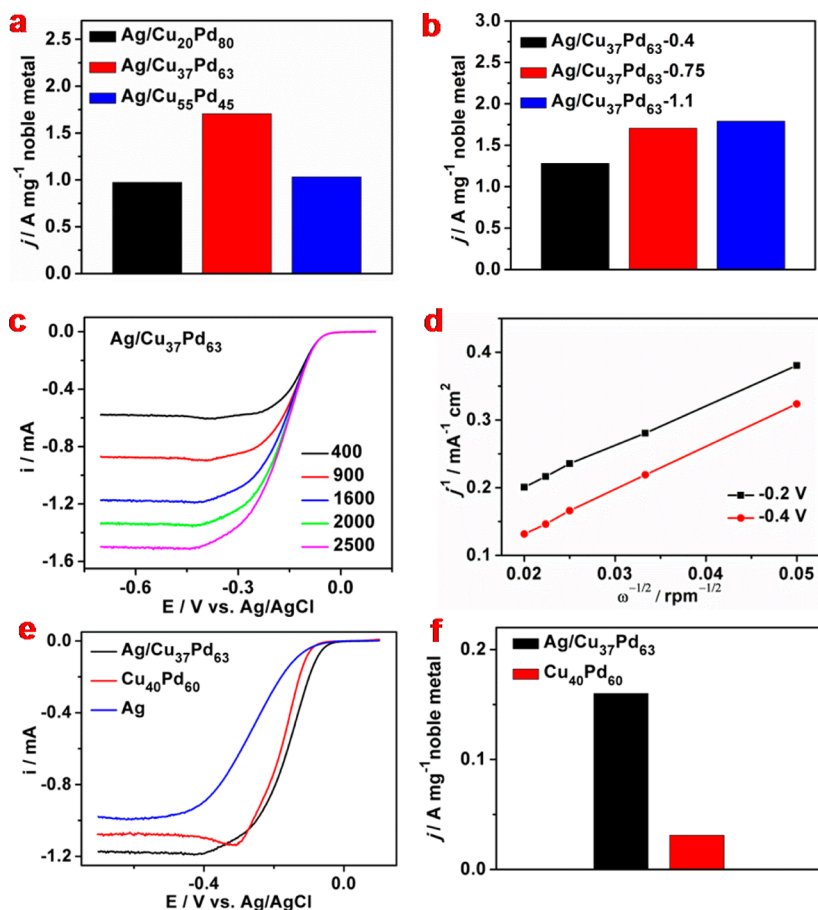 a
Ag/Cu20Pd80
Ag/Cu37Pd63
Ag/Cu55Pd45
j / A mg-1 noble metal
2.5
2.0
1.5
1.0
0.5
0.0
b
Ag/Cu37Pd63-0.4
Ag/Cu37Pd63-0.75
Ag/Cu37Pd63-1.1
j / A mg-1 noble metal
3.0
2.5
2.0
1.5
1.0
0.5
0.0
c
Ag/Cu37Pd63
i / mA
0.0
-0.4
-0.8
-1.2
-1.6
400
900
1600
2000
2500
-0.6 -0.3 0.0
E / V vs. Ag/AgCl
d
j-1 / mA-1 cm2
0.4
0.3
0.2
0.1
-0.2 V
-0.4 V
0.02 0.03 0.04 0.05
ω-1/2 / rpm-1/2
e
Ag/Cu37Pd63
Cu40Pd60
Ag
i / mA
0.0
-0.4
-0.8
-1.2
-0.4 0.0
E / V vs. Ag/AgCl
f
Ag/Cu37Pd63
Cu40Pd60
j / A mg-1noble metal
0.2
0.1
0.0